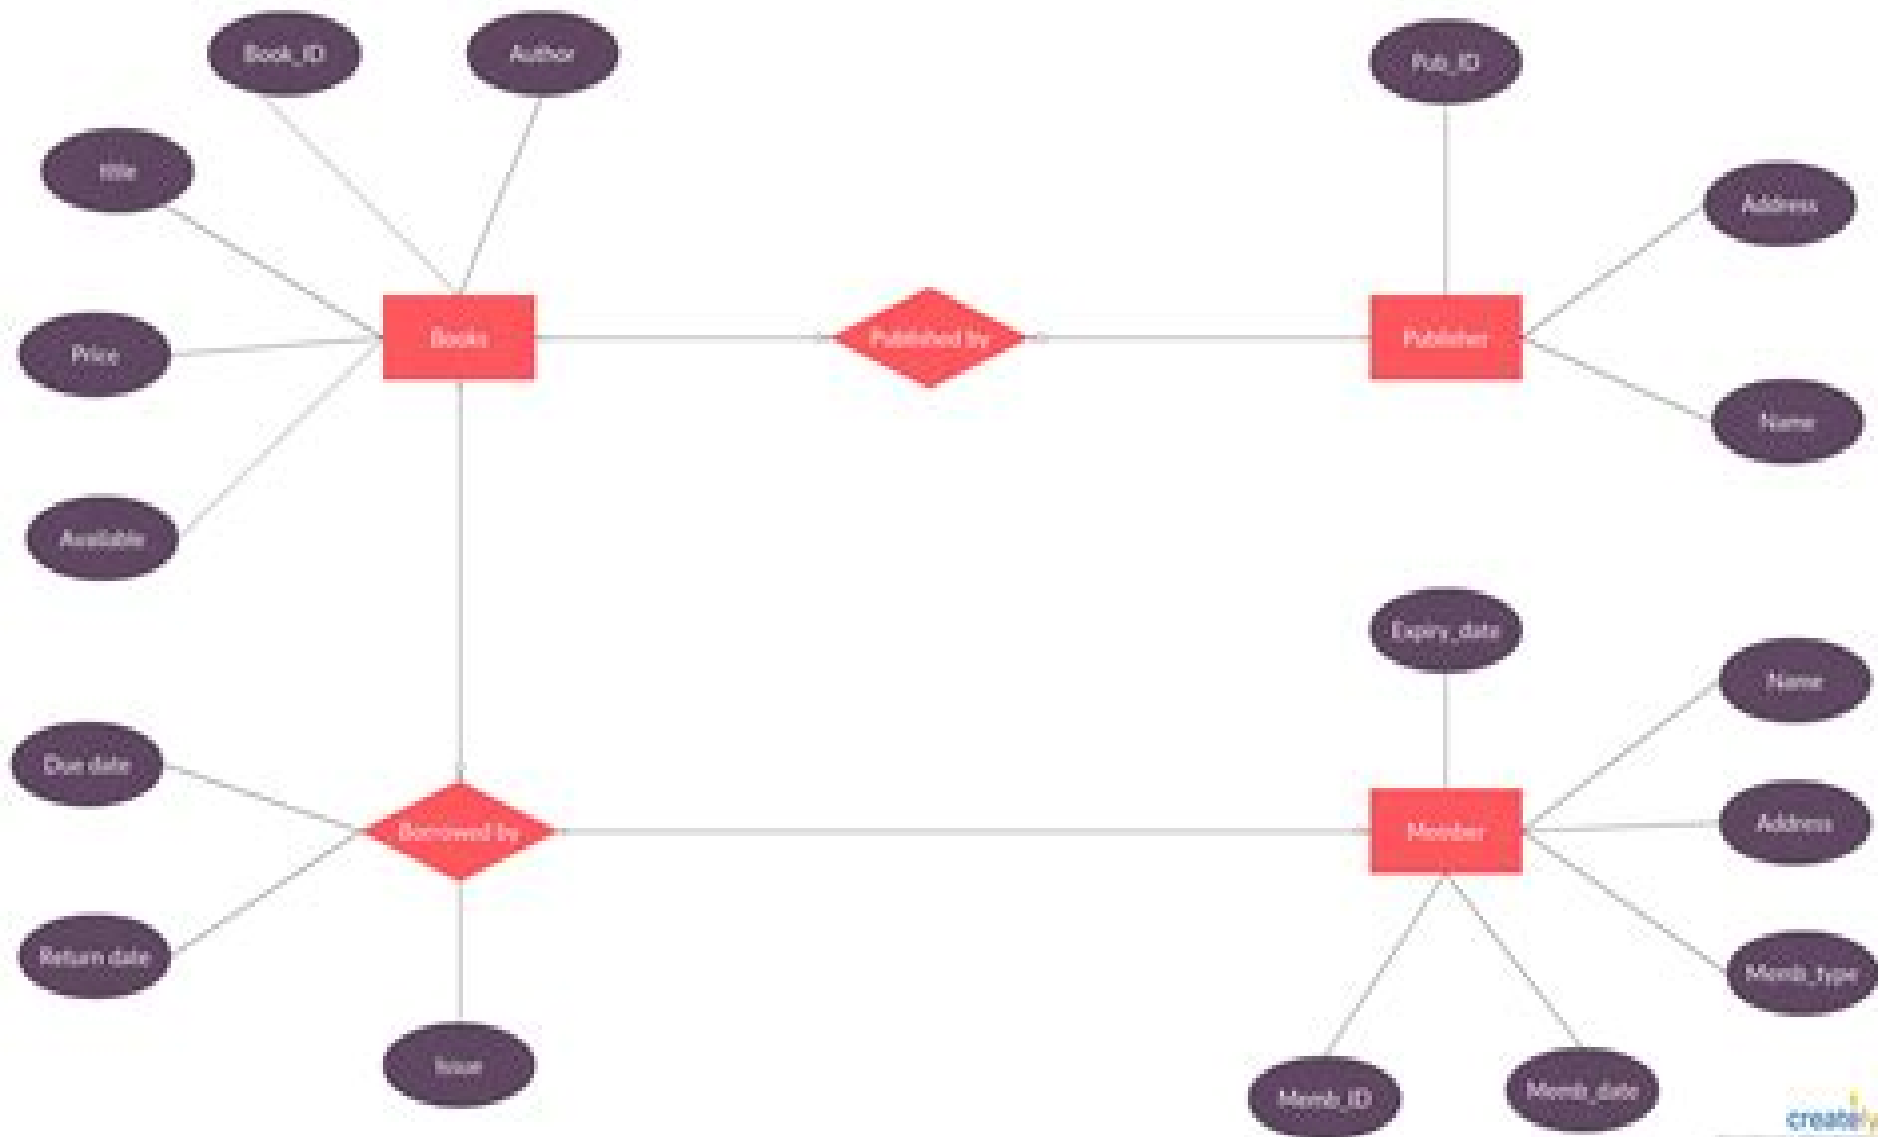 Book_ID
Author
Pub_ID
title
Address
Price
Books
Published by
Publisher
Name
Available
Expiry_date
Name
Due date
Borrowed by
Member
Address
Return date
Memb_type
Issue
Memb_ID
Memb_date
creately